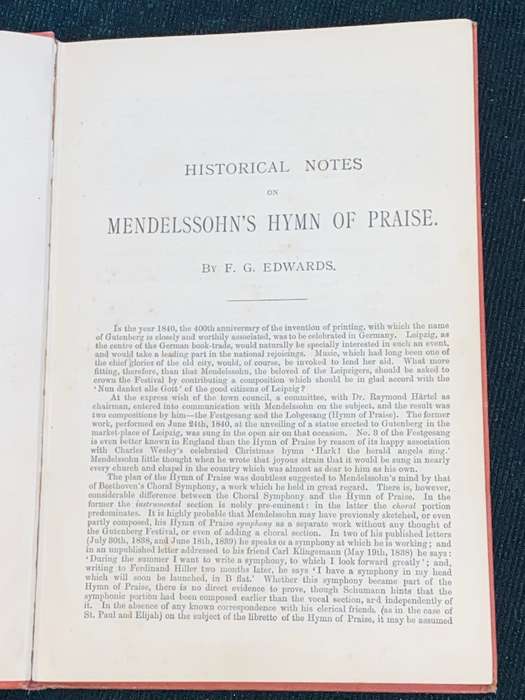 HISTORICAL NOTES
ON
MENDELSSOHN'S HYMN OF PRAISE.
By F. G. EDWARDS.
In the year 1840, the 400th anniversary of the invention of printing, with which the name
of Gutenberg is closely and worthily associated, was to be celebrated in Germany. Leipzig, as
the centre of the German book-trade, would naturally be specially interested in such an event,
and would take a leading part in the national rejoicings. Music, which had long been one of
the chief glories of the old city, would, of course, be invoked to lend her aid. What more
fitting, therefore, than that Mendelssohn, the beloved of the Leipzigers, should be asked to
crown the Festival by contributing a composition which should be in glad accord with the
'Nun danket alle Gott' of the good citizens of Leipzig?
At the express wish of the town council, a committee, with Dr. Raymond Härtel as
chairman, entered into communication with Mendelssohn on the subject, and the result was
two compositions by him—the Festgesang and the Lobgesang (Hymn of Praise). The former
work, performed on June 24th, 1840, at the unveiling of a statue erected to Gutenberg in the
market-place of Leipzig, was sung in the open air on that occasion. No. 2 of the Festgesang
is even better known in England than the Hymn of Praise by reason of its happy association
with Charles Wesley's celebrated Christmas hymn 'Hark! the herald angels sing.'
Mendelssohn little thought when he wrote that joyous strain that it would be sung in nearly
every church and chapel in the country which was almost as dear to him as his own.
The plan of the Hymn of Praise was doubtless suggested to Mendelssohn's mind by that
of Beethoven's Choral Symphony, a work which he held in great regard. There is, however,
considerable difference between the Choral Symphony and the Hymn of Praise. In the
former the instrumental section is nobly pre-eminent: in the latter the choral portion
predominates. It is highly probable that Mendelssohn may have previously sketched, or even
partly composed, his Hymn of Praise symphony as a separate work without any thought of
the Gutenberg Festival, or even of adding a choral section. In two of his published letters
(July 30th, 1838, and June 18th, 1839) he speaks of a symphony at which he is working; and
in an unpublished letter addressed to his friend Carl Klingemann (May 19th, 1838) he says:
'During the summer I want to write a symphony, to which I look forward greatly'; and,
writing to Ferdinand Hiller two months later, he says 'I have a symphony in my head
which will soon be launched, in B flat.' Whether this symphony became part of the
Hymn of Praise, there is no direct evidence to prove, though Schumann hints that the
symphonic portion had been composed earlier than the vocal section, and independently of
it. In the absence of any known correspondence with his clerical friend (as in the case of
St. Paul and Elijah) on the subject of the libretto of the Hymn of Praise, it may be assumed